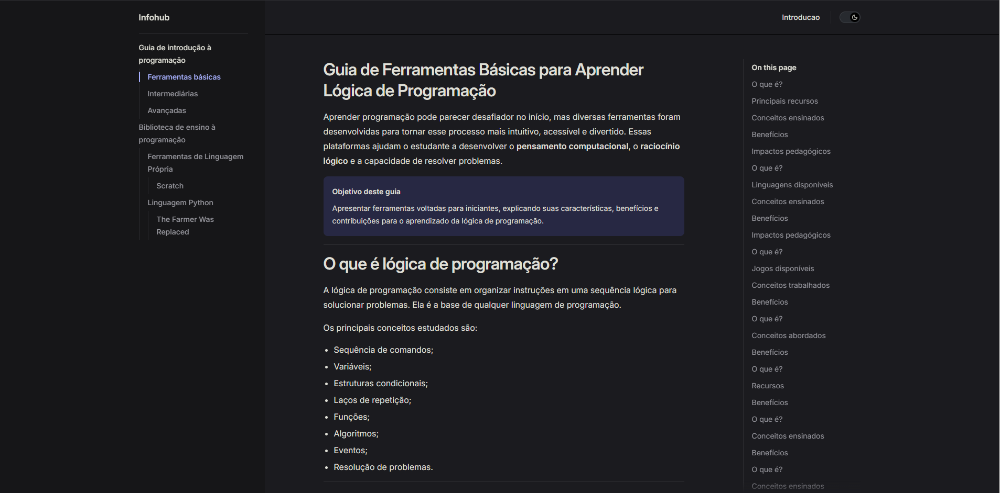 Infohub
Introducao
Guia de introdução à
programação
Ferramentas básicas
Intermediárias
Avançadas
Biblioteca de ensino à
programação
Ferramentas de Linguagem
Própria
Scratch
Linguagem Python
The Farmer Was
Replaced
Guia de Ferramentas Básicas para Aprender
Lógica de Programação
Aprender programação pode parecer desafiador no início, mas diversas ferramentas foram
desenvolvidas para tornar esse processo mais intuitivo, acessível e divertido. Essas
plataformas ajudam o estudante a desenvolver o pensamento computacional, o raciocínio
lógico e a capacidade de resolver problemas.
Objetivo deste guia
Apresentar ferramentas voltadas para iniciantes, explicando suas características, benefícios e
contribuições para o aprendizado da lógica de programação.
O que é lógica de programação?
A lógica de programação consiste em organizar instruções em uma sequência lógica para
solucionar problemas. Ela é a base de qualquer linguagem de programação.
Os principais conceitos estudados são:
• Sequência de comandos;
• Variáveis;
• Estruturas condicionais;
• Laços de repetição;
• Funções;
• Algoritmos;
• Eventos;
• Resolução de problemas.
On this page
O que é?
Principais recursos
Conceitos ensinados
Benefícios
Impactos pedagógicos
O que é?
Linguagens disponíveis
Conceitos ensinados
Benefícios
Impactos pedagógicos
O que é?
Jogos disponíveis
Conceitos trabalhados
Benefícios
O que é?
Conceitos abordados
Benefícios
O que é?
Recursos
Benefícios
O que é?
Conceitos ensinados
Benefícios
O que é?
Conceitos ensinados